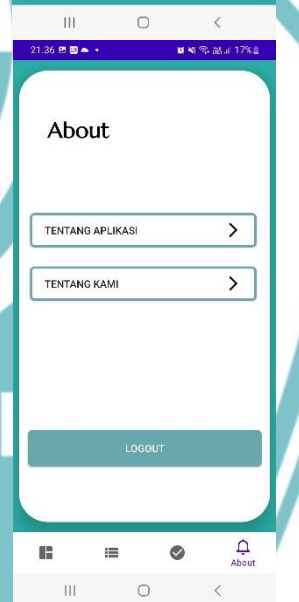 21.36
17%
About
TENTANG APLIKASI
TENTANG KAMI
LOGOUT
About